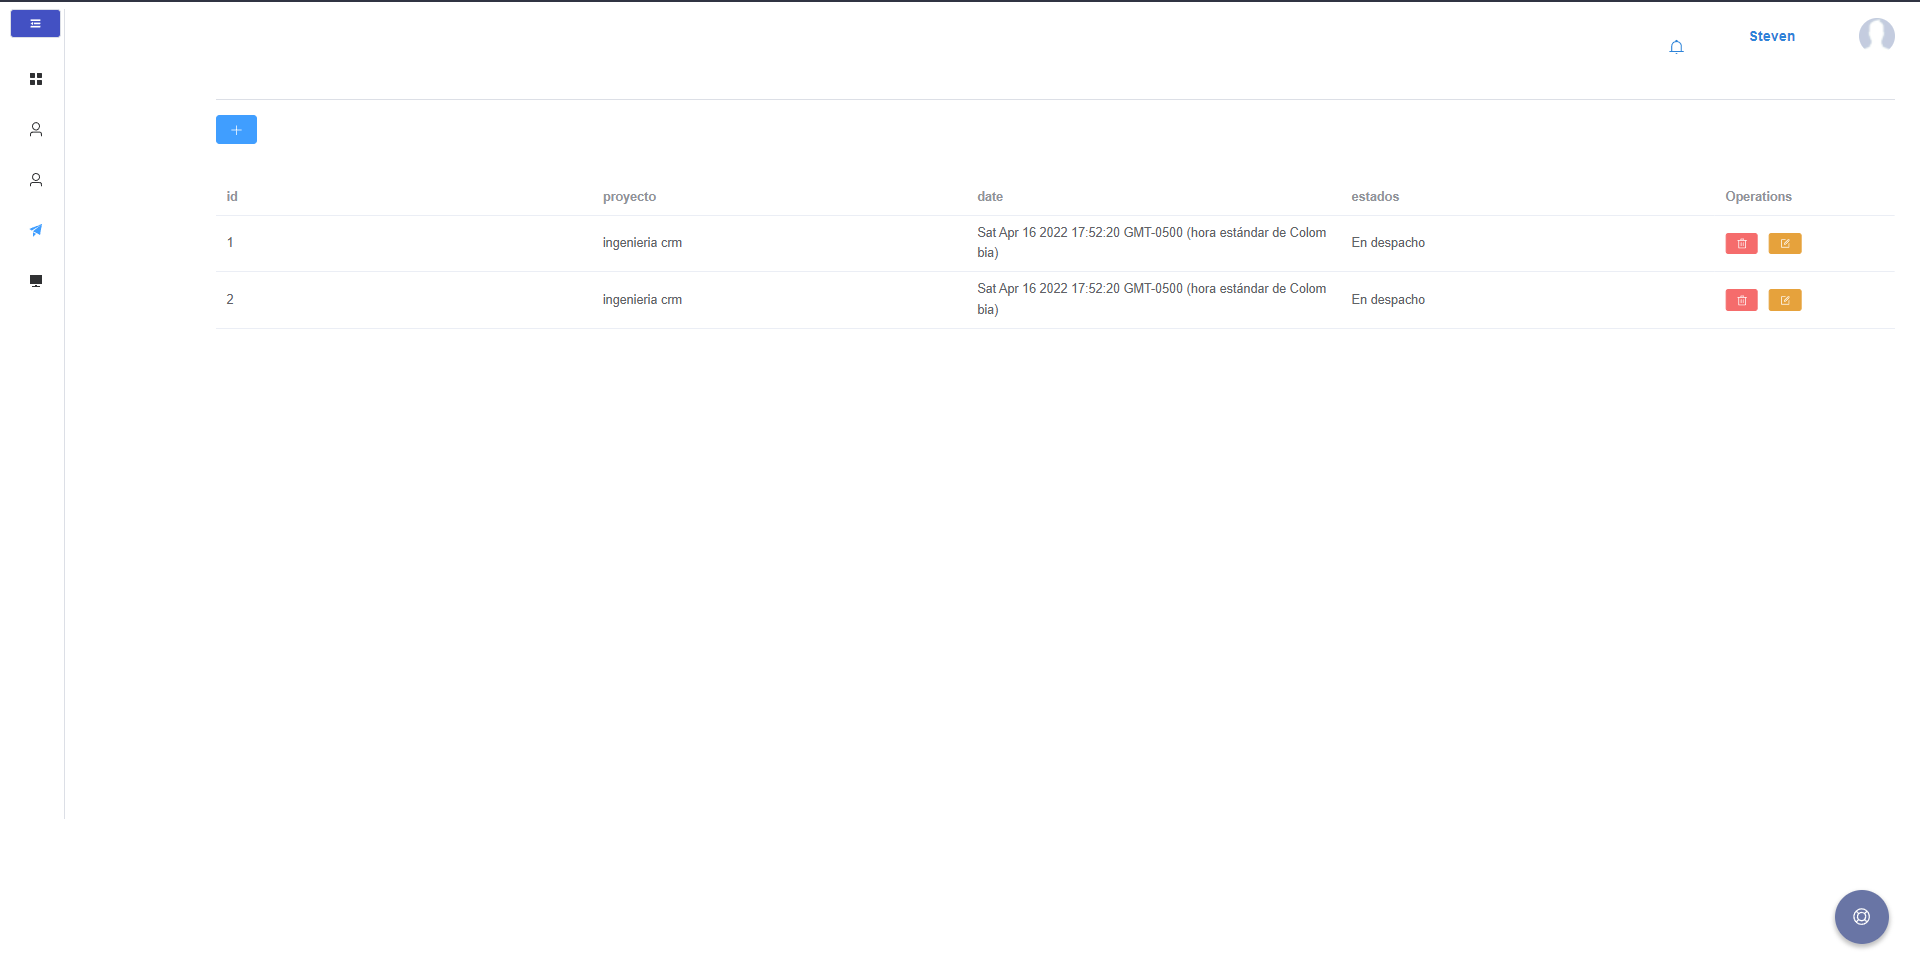 Steven
id proyecto date estados Operations
1 ingenieria crm Sat Apr 16 2022 17:52:20 GMT-0500 (hora estándar de Colom
bia) En despacho
2 ingenieria crm Sat Apr 16 2022 17:52:20 GMT-0500 (hora estándar de Colom
bia) En despacho